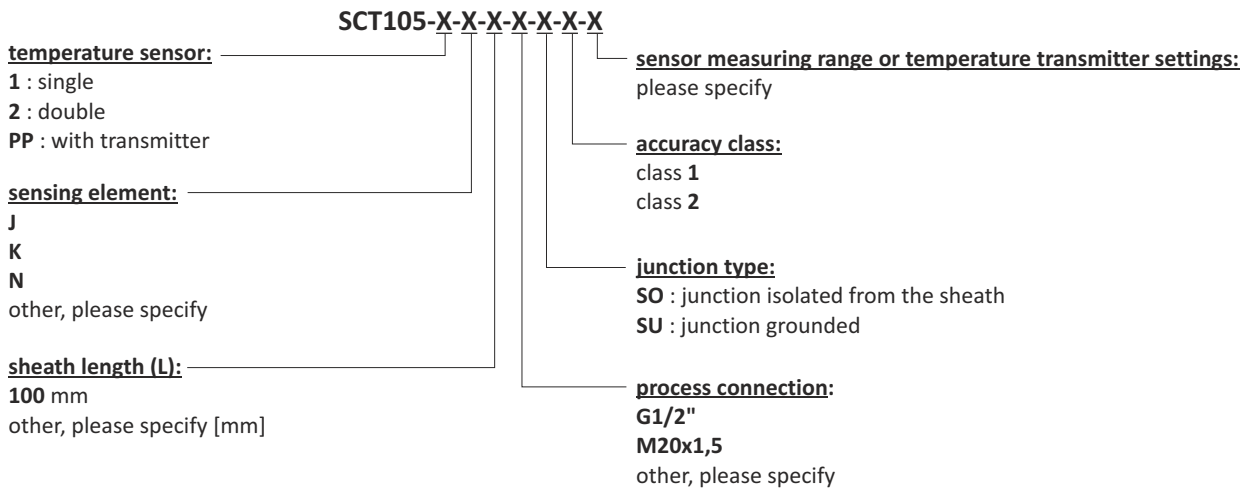 SCT105-X-X-X-X-X-X-X
temperature sensor:
1 : single
2 : double
PP : with transmitter
sensing element:
J
K
N
other, please specify
sheath length (L):
100 mm
other, please specify [mm]
sensor measuring range or temperature transmitter settings:
please specify
accuracy class:
class 1
class 2
junction type:
SO : junction isolated from the sheath
SU : junction grounded
process connection:
G1/2"
M20x1,5
other, please specify